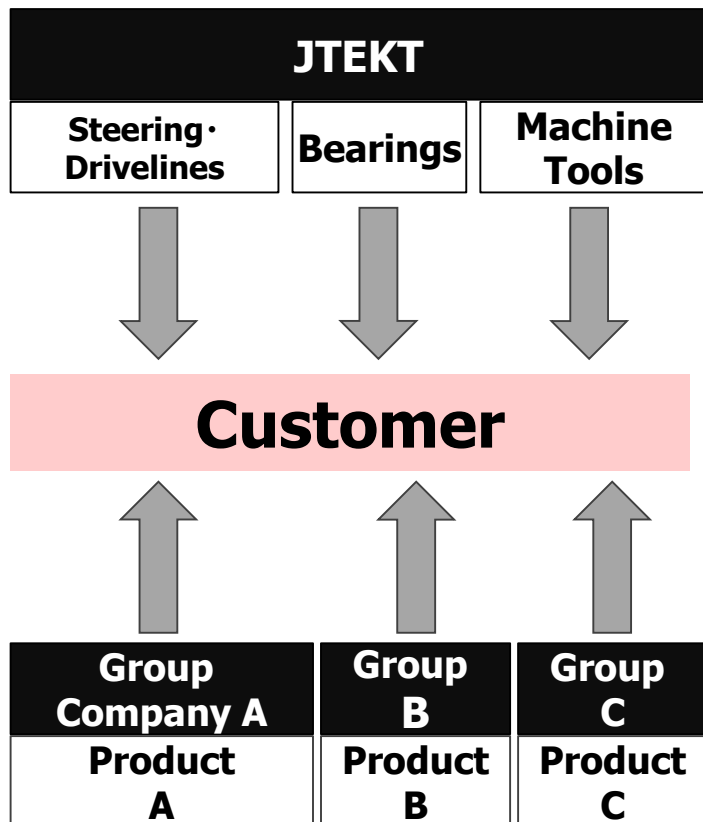 JTEKT
Steering・
Drivelines
Bearings
Machine
Tools
Customer
Group
Company A
Group
B
Group
C
Product
A
Product
B
Product
C